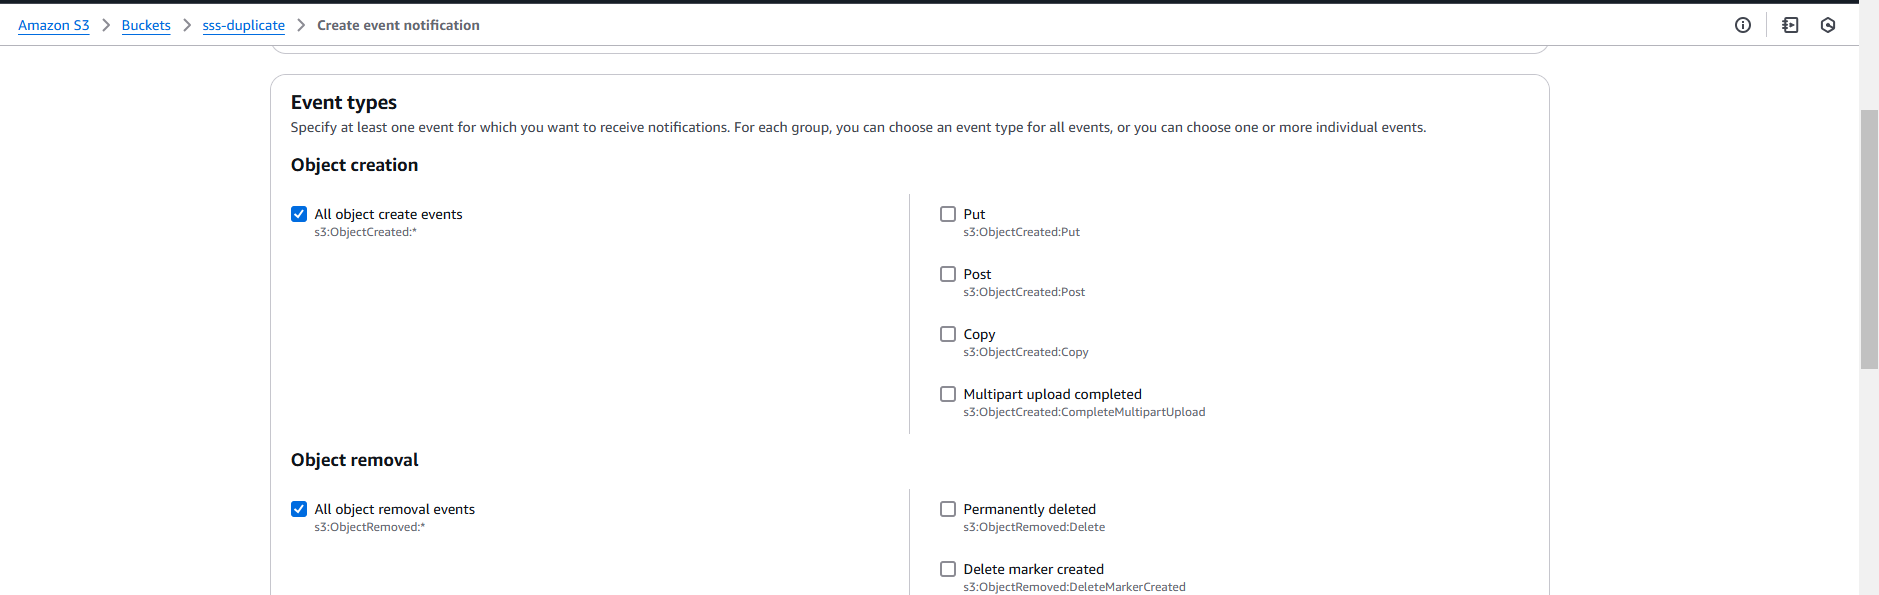 Amazon S3 > Buckets > sss-duplicate > Create event notification
Event types
Specify at least one event for which you want to receive notifications. For each group, you can choose an event type for all events, or you can choose one or more individual events.
Object creation
All object create events
s3:ObjectCreated:*
Put
s3:ObjectCreated:Put
Post
s3:ObjectCreated:Post
Copy
s3:ObjectCreated:Copy
Multipart upload completed
s3:ObjectCreated:CompleteMultipartUpload
Object removal
All object removal events
s3:ObjectRemoved:*
Permanently deleted
s3:ObjectRemoved:Delete
Delete marker created
s3:ObjectRemoved:DeleteMarkerCreated